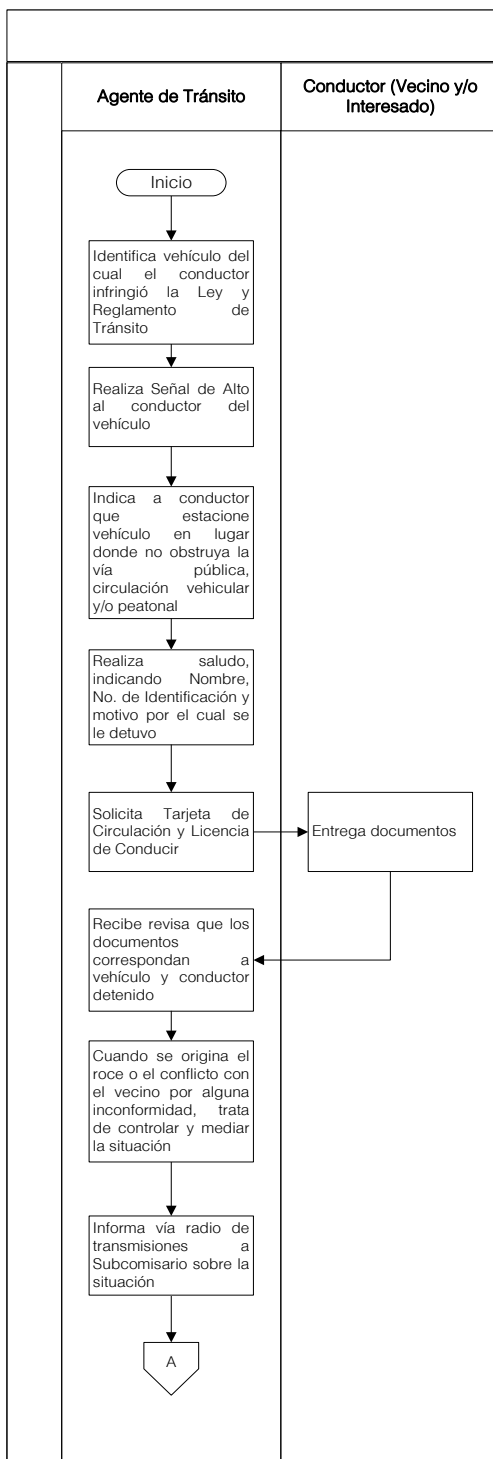 Agente de Tránsito
Conductor (Vecino y/o
Interesado)
Inicio
Identifica vehículo del
cual el conductor
infringió la Ley y
Reglamento de
Tránsito
Realiza Señal de Alto
al conductor del
vehículo
Indica a conductor
que estacione
vehículo en lugar
donde no obstruya la
vía pública,
circulación vehicular
y/o peatonal
Realiza saludo,
indicando Nombre,
No. de Identificación y
motivo por el cual se
le detuvo
Solicita Tarjeta de
Circulación y Licencia
de Conducir
Entrega documentos
Recibe revisa que los
documentos
correspondan a
vehículo y conductor
detenido
Cuando se origina el
roce o el conflicto con
el vecino por alguna
inconformidad, trata
de controlar y mediar
la situación
Informa vía radio de
transmisiones a
Subcomisario sobre la
situación
A